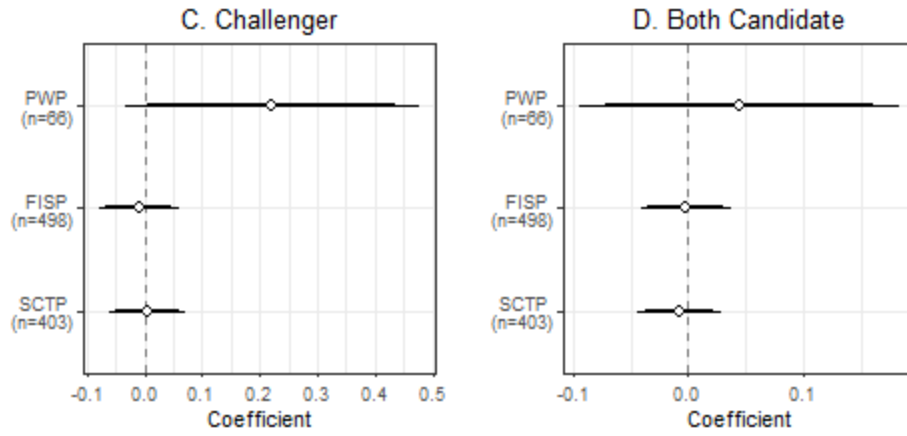 C. Challenger
PWP
(n=66)
FISP
(n=498)
SCTP
(n=403)
-0.1 0.0 0.1 0.2 0.3 0.4 0.5
Coefficient
D. Both Candidate
PWP
(n=66)
FISP
(n=498)
SCTP
(n=403)
-0.1 0.0 0.1
Coefficient